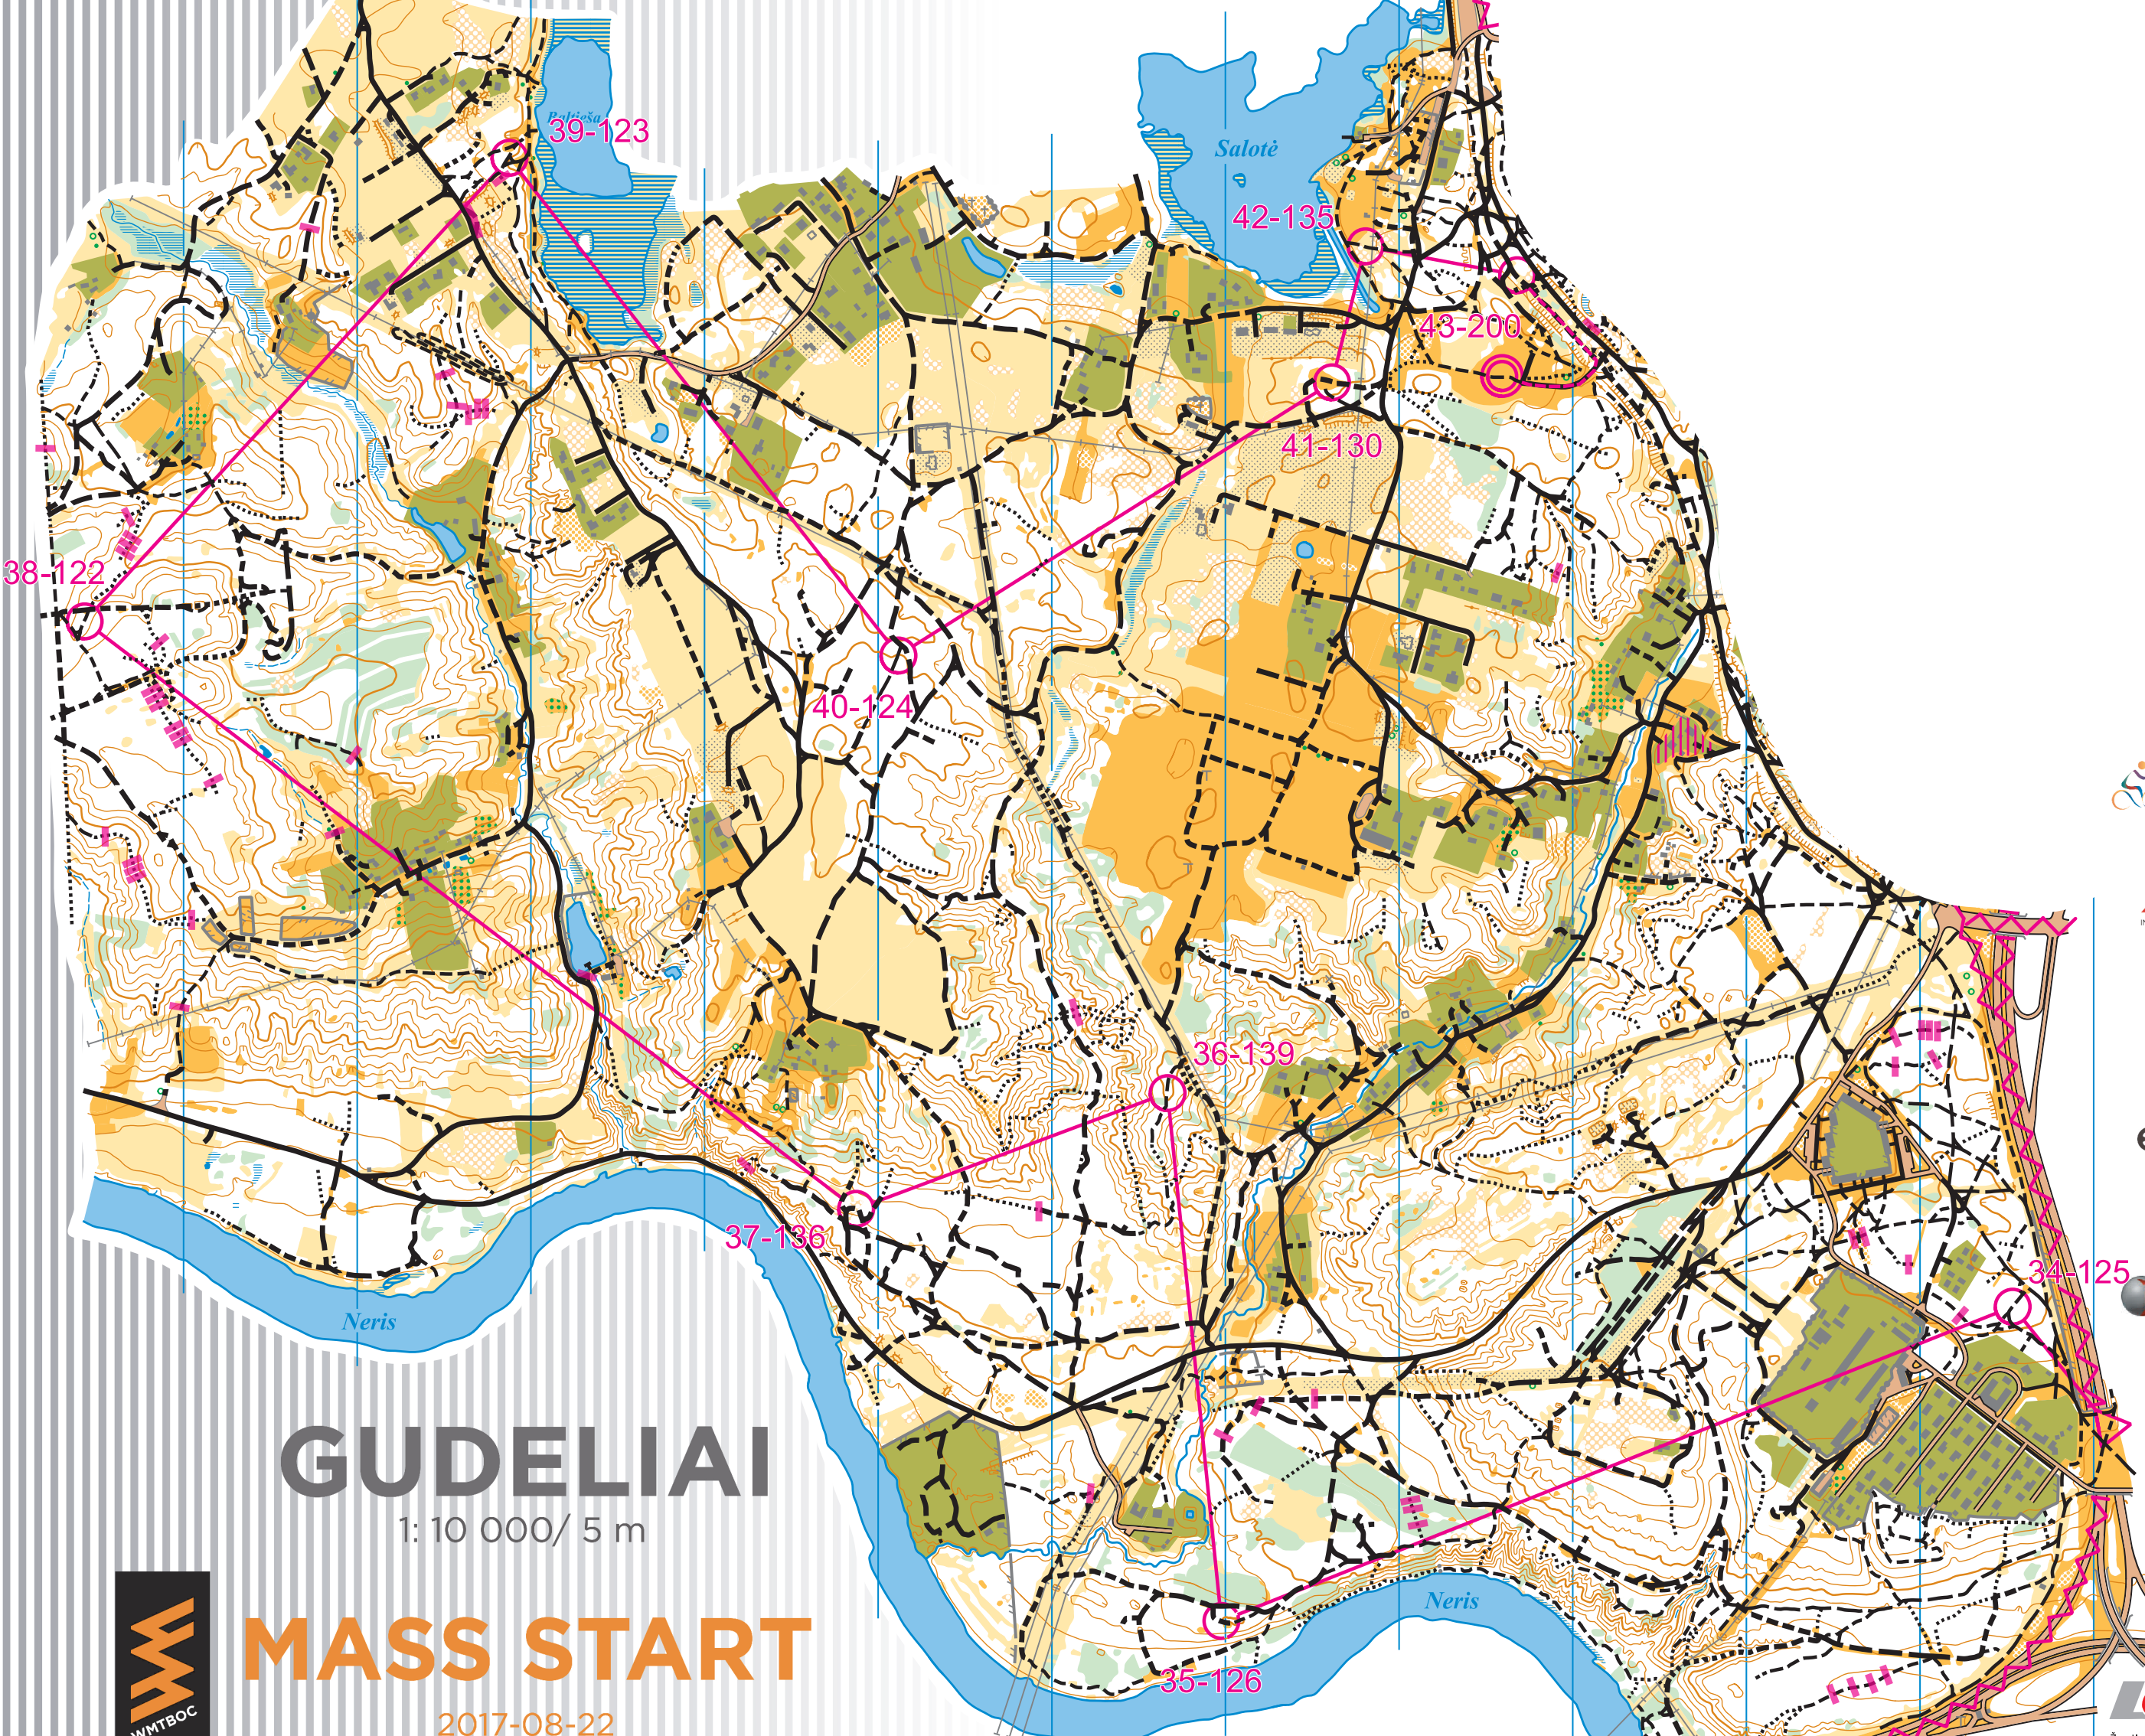 Baltieša
39-123
Salotė
42-135
43-200
41-130
38-122
40-124
36-139
37-136
34-125
Neris
GUDELIAI
1: 10 000/ 5 m
Neris
MASS START
35-126
2017-08-22
WMTBOC